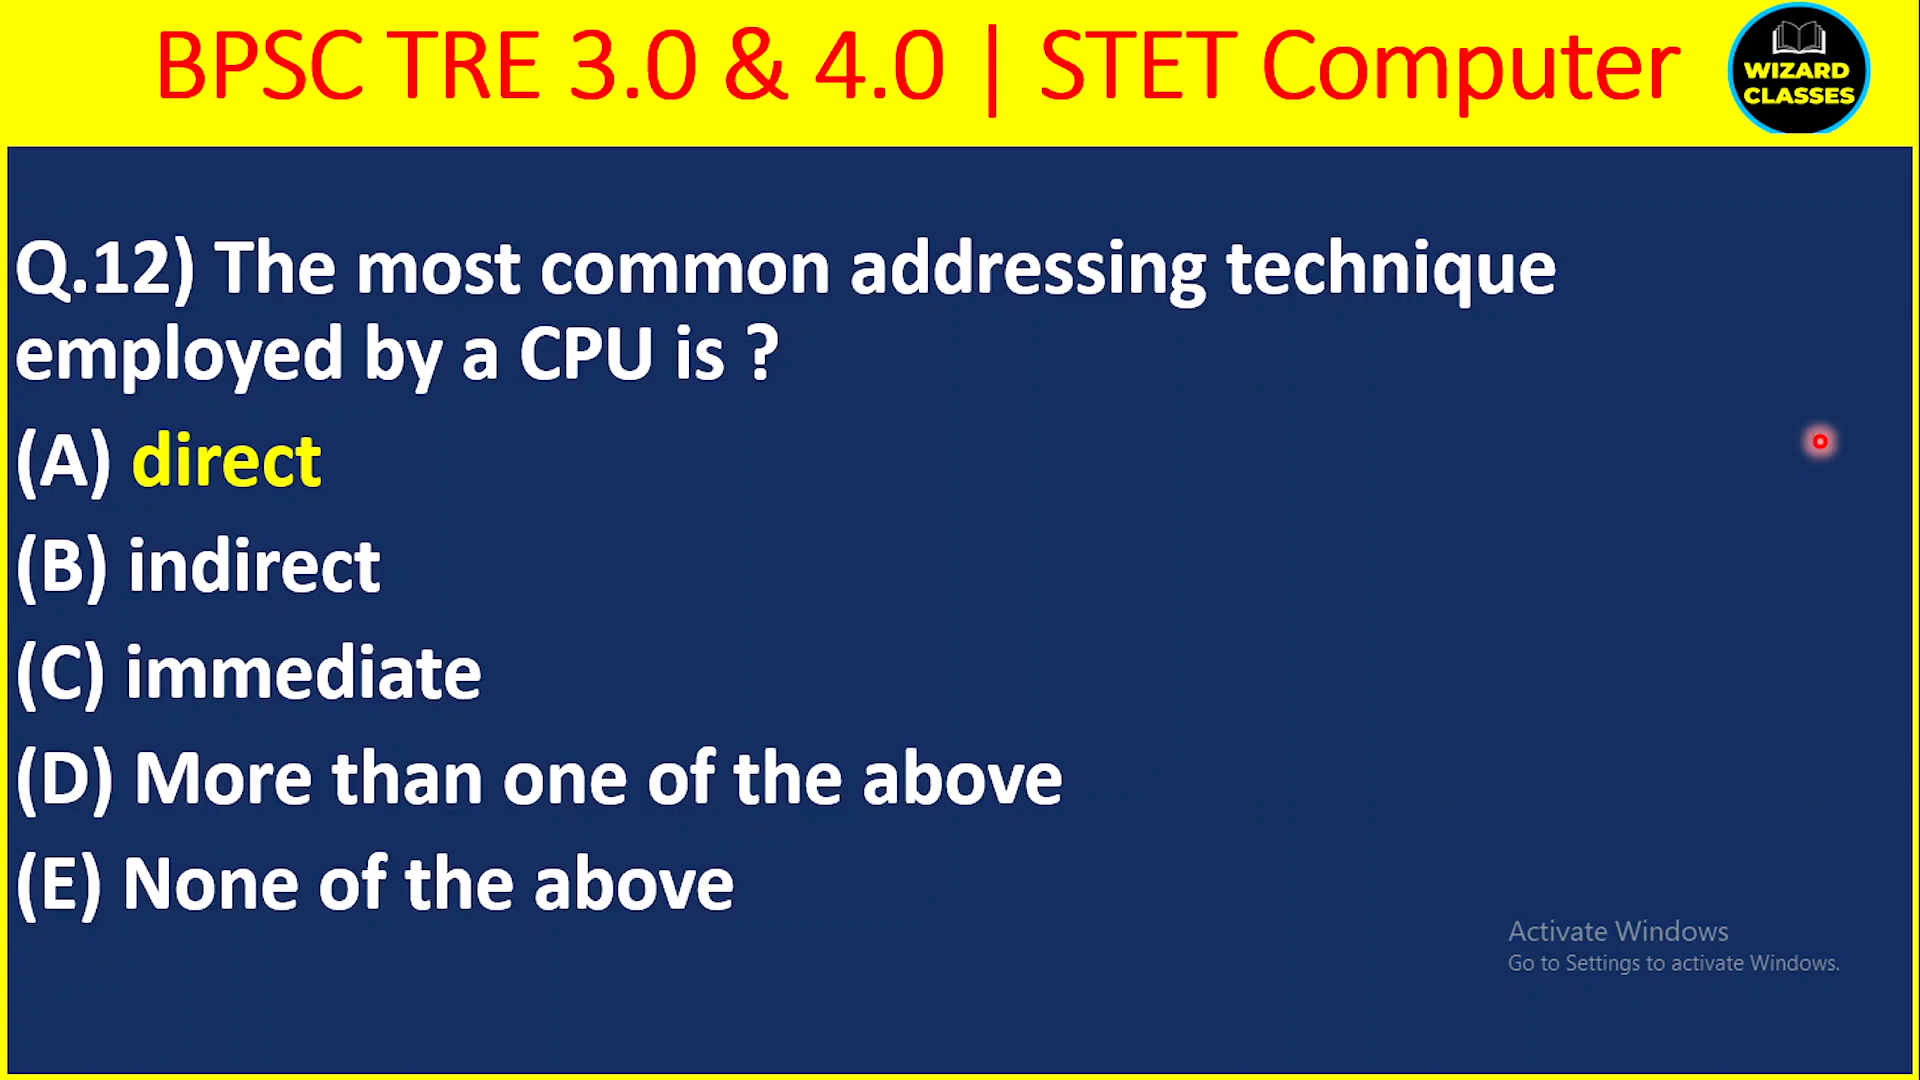 BPSC TRE 3.0 & 4.0 | STET Computer
WIZARD
CLASSES
Q.12) The most common addressing technique
employed by a CPU is ?
(A) direct
(B) indirect
(C) immediate
(D) More than one of the above
(E) None of the above
Activate Windows
Go to Settings to activate Windows.